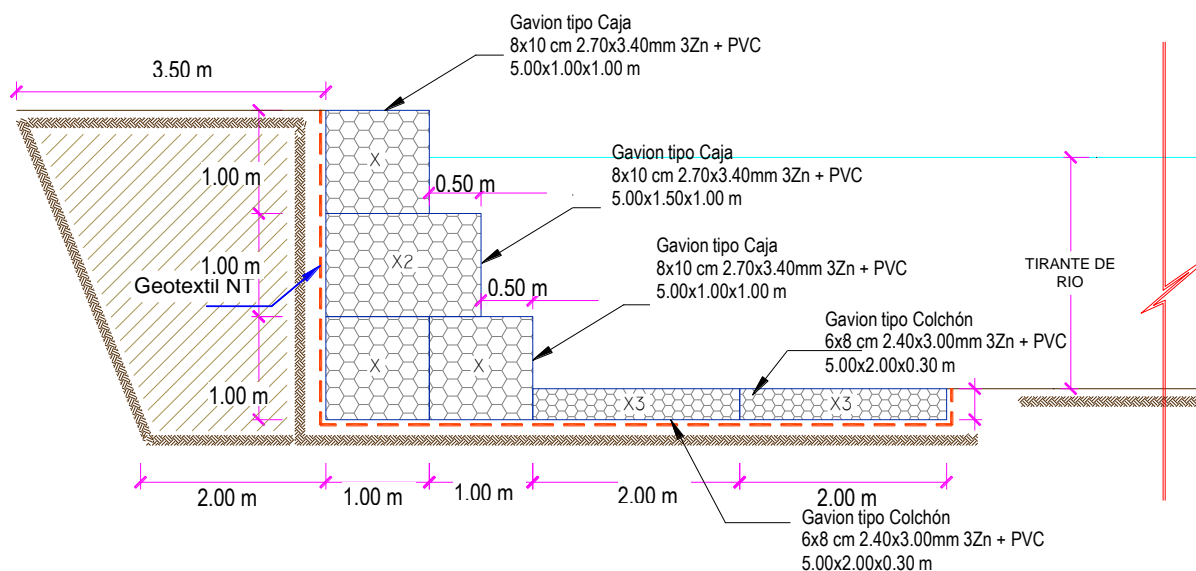 Gavion tipo Caja
8x10 cm 2.70x3.40mm 3Zn + PVC
5.00x1.00x1.00 m
3.50 m
X
1.00 m
0.50 m
Gavion tipo Caja
8x10 cm 2.70x3.40mm 3Zn + PVC
5.00x1.50x1.00 m
X2
1.00 m
Geotextil NT
0.50 m
Gavion tipo Caja
8x10 cm 2.70x3.40mm 3Zn + PVC
5.00x1.00x1.00 m
TIRANTE DE
RIO
Gavion tipo Colchón
6x8 cm 2.40x3.00mm 3Zn + PVC
5.00x2.00x0.30 m
X
X
1.00 m
X3
X3
2.00 m
1.00 m
1.00 m
2.00 m
2.00 m
Gavion tipo Colchón
6x8 cm 2.40x3.00mm 3Zn + PVC
5.00x2.00x0.30 m